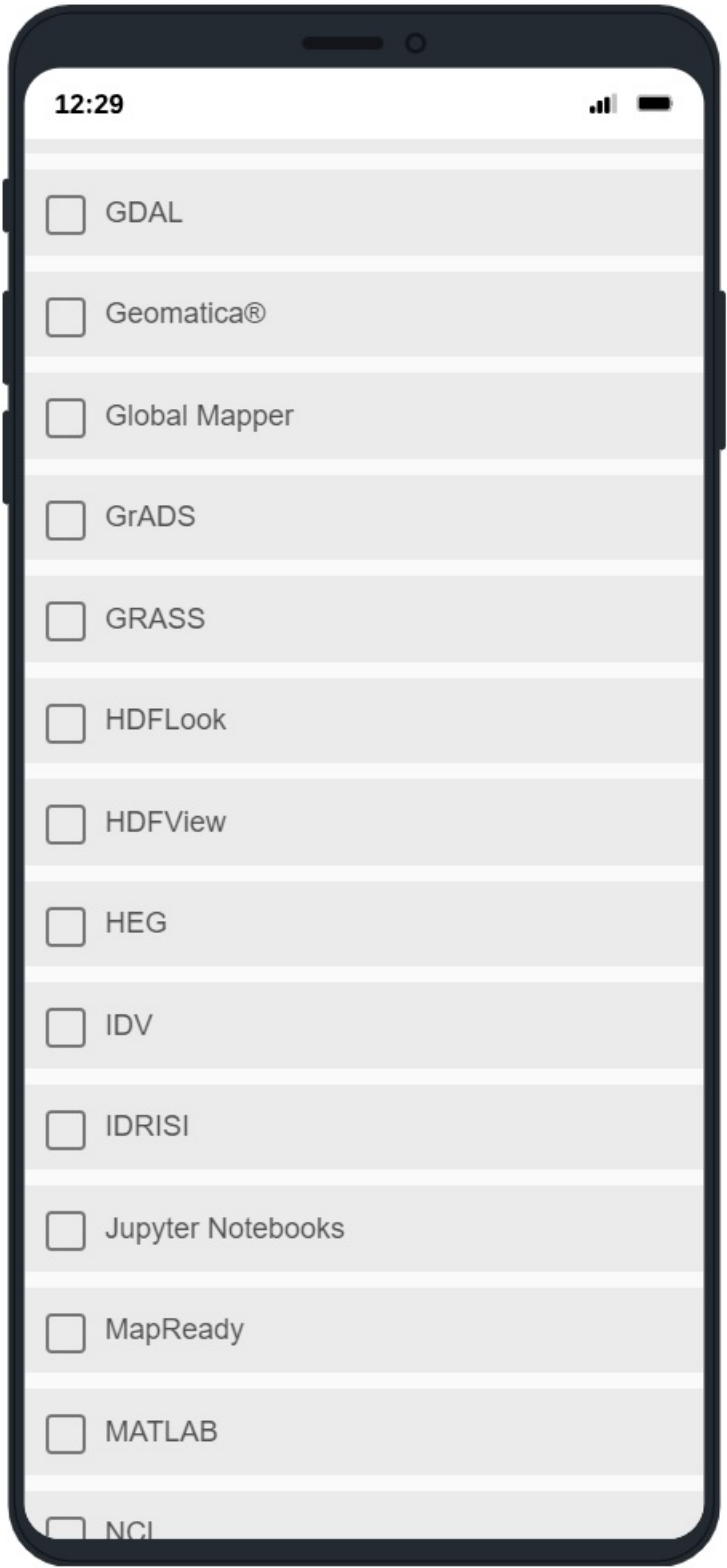 12:29
GDAL
Geomatica®
Global Mapper
GrADS
GRASS
HDFLook
HDFView
HEG
IDV
IDRISI
Jupyter Notebooks
MapReady
MATLAB